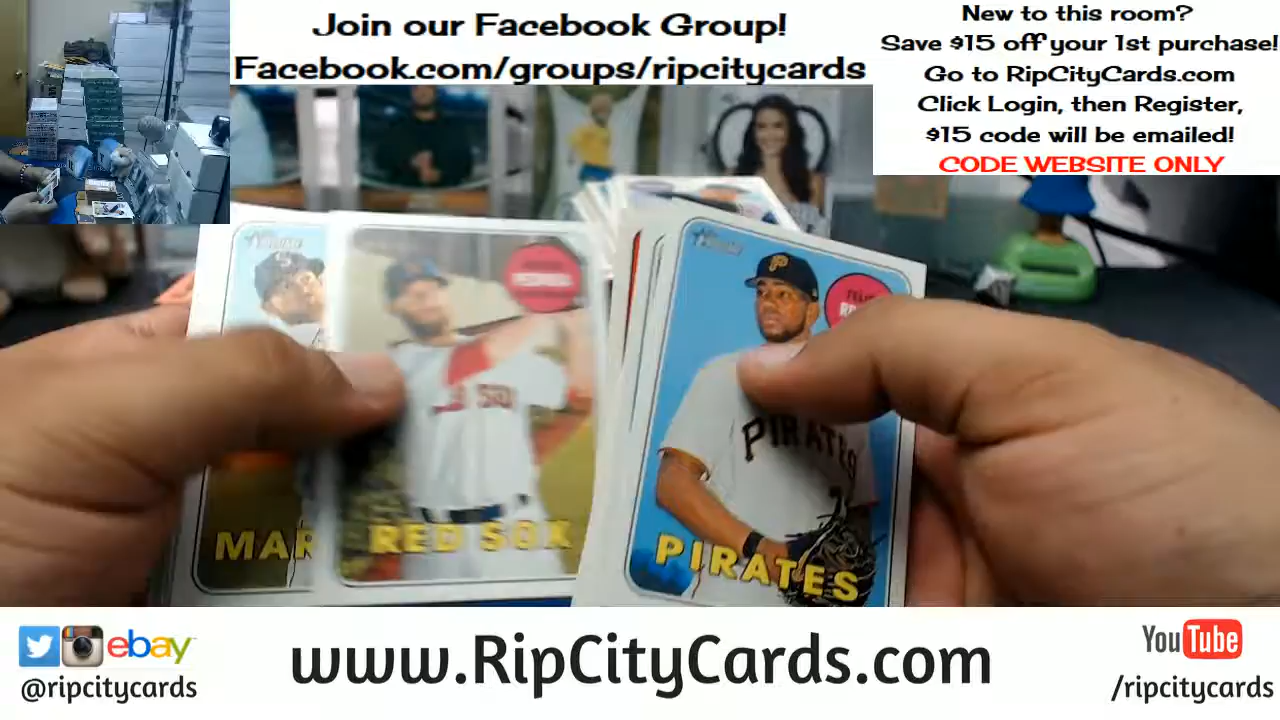 Join our Facebook Group!
Facebook.com/groups/ripcitycards
New to this room?
Save $15 off your 1st purchase!
Go to RipCityCards.com
Click Login, then Register,
$15 code will be emailed!
CODE WEBSITE ONLY
P
RED SOX
PIRATES
PIRATES
ebay
@ripcitycards
www.RipCityCards.com
YouTube
/ripcitycards